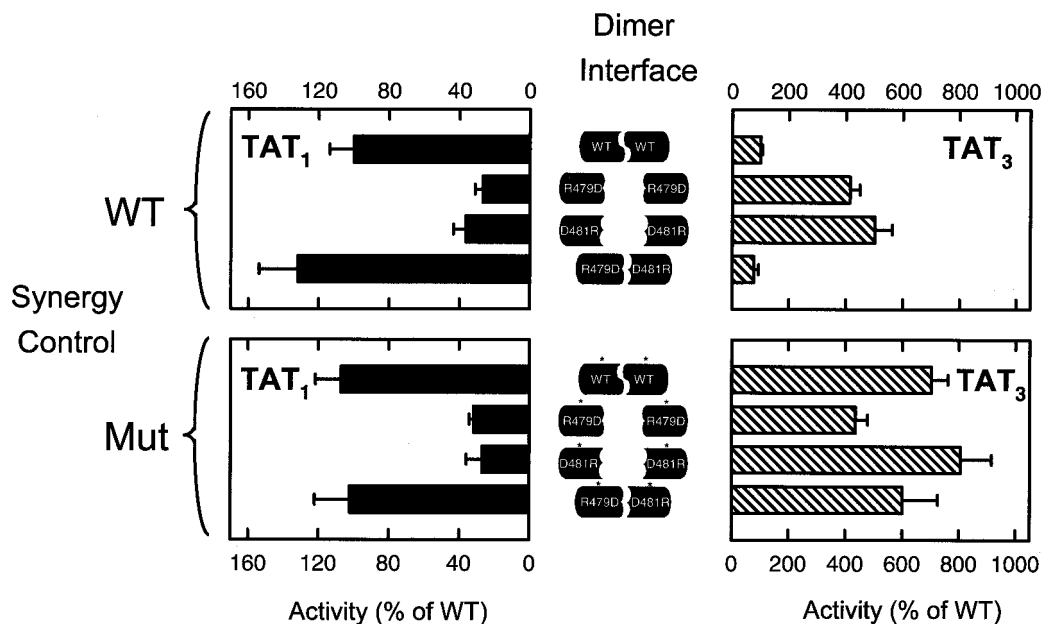 Dimer
Interface
160 120 80 40 0
0 200 400 600 800 1000
TAT1
TAT3
WT WT
R479D R479D
D481R D481R
R479D D481R
WT
Synergy
Control
TAT1
TAT3
* *
WT WT
* *
R479D R479D
* *
D481R D481R
* *
R479D D481R
Mut
160 120 80 40 0
0 200 400 600 800 1000
Activity (% of WT)
Activity (% of WT)